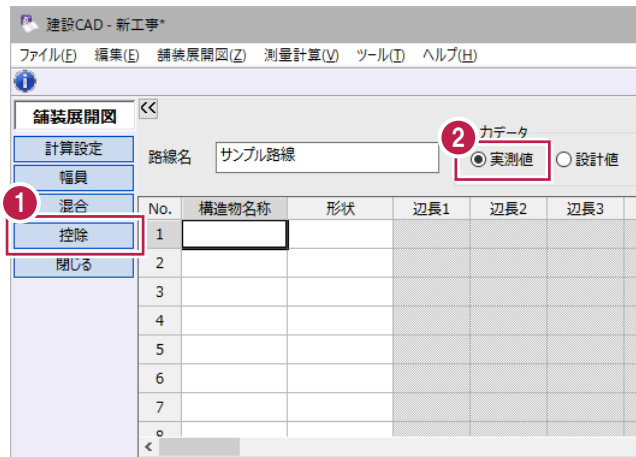 建設CAD - 新工事*
ファイル(F) 編集(E) 舗装展開図(Z) 測量計算(V) ツール(T) ヘルプ(H)
舗装展開図
計算設定
幅員
混合
控除
閉じる
1
<<
路線名 サンプル路線
2
力データ
実測値 設計値
No. 構造物名称 形状 辺長1 辺長2 辺長3
1
2
3
4
5
6
7